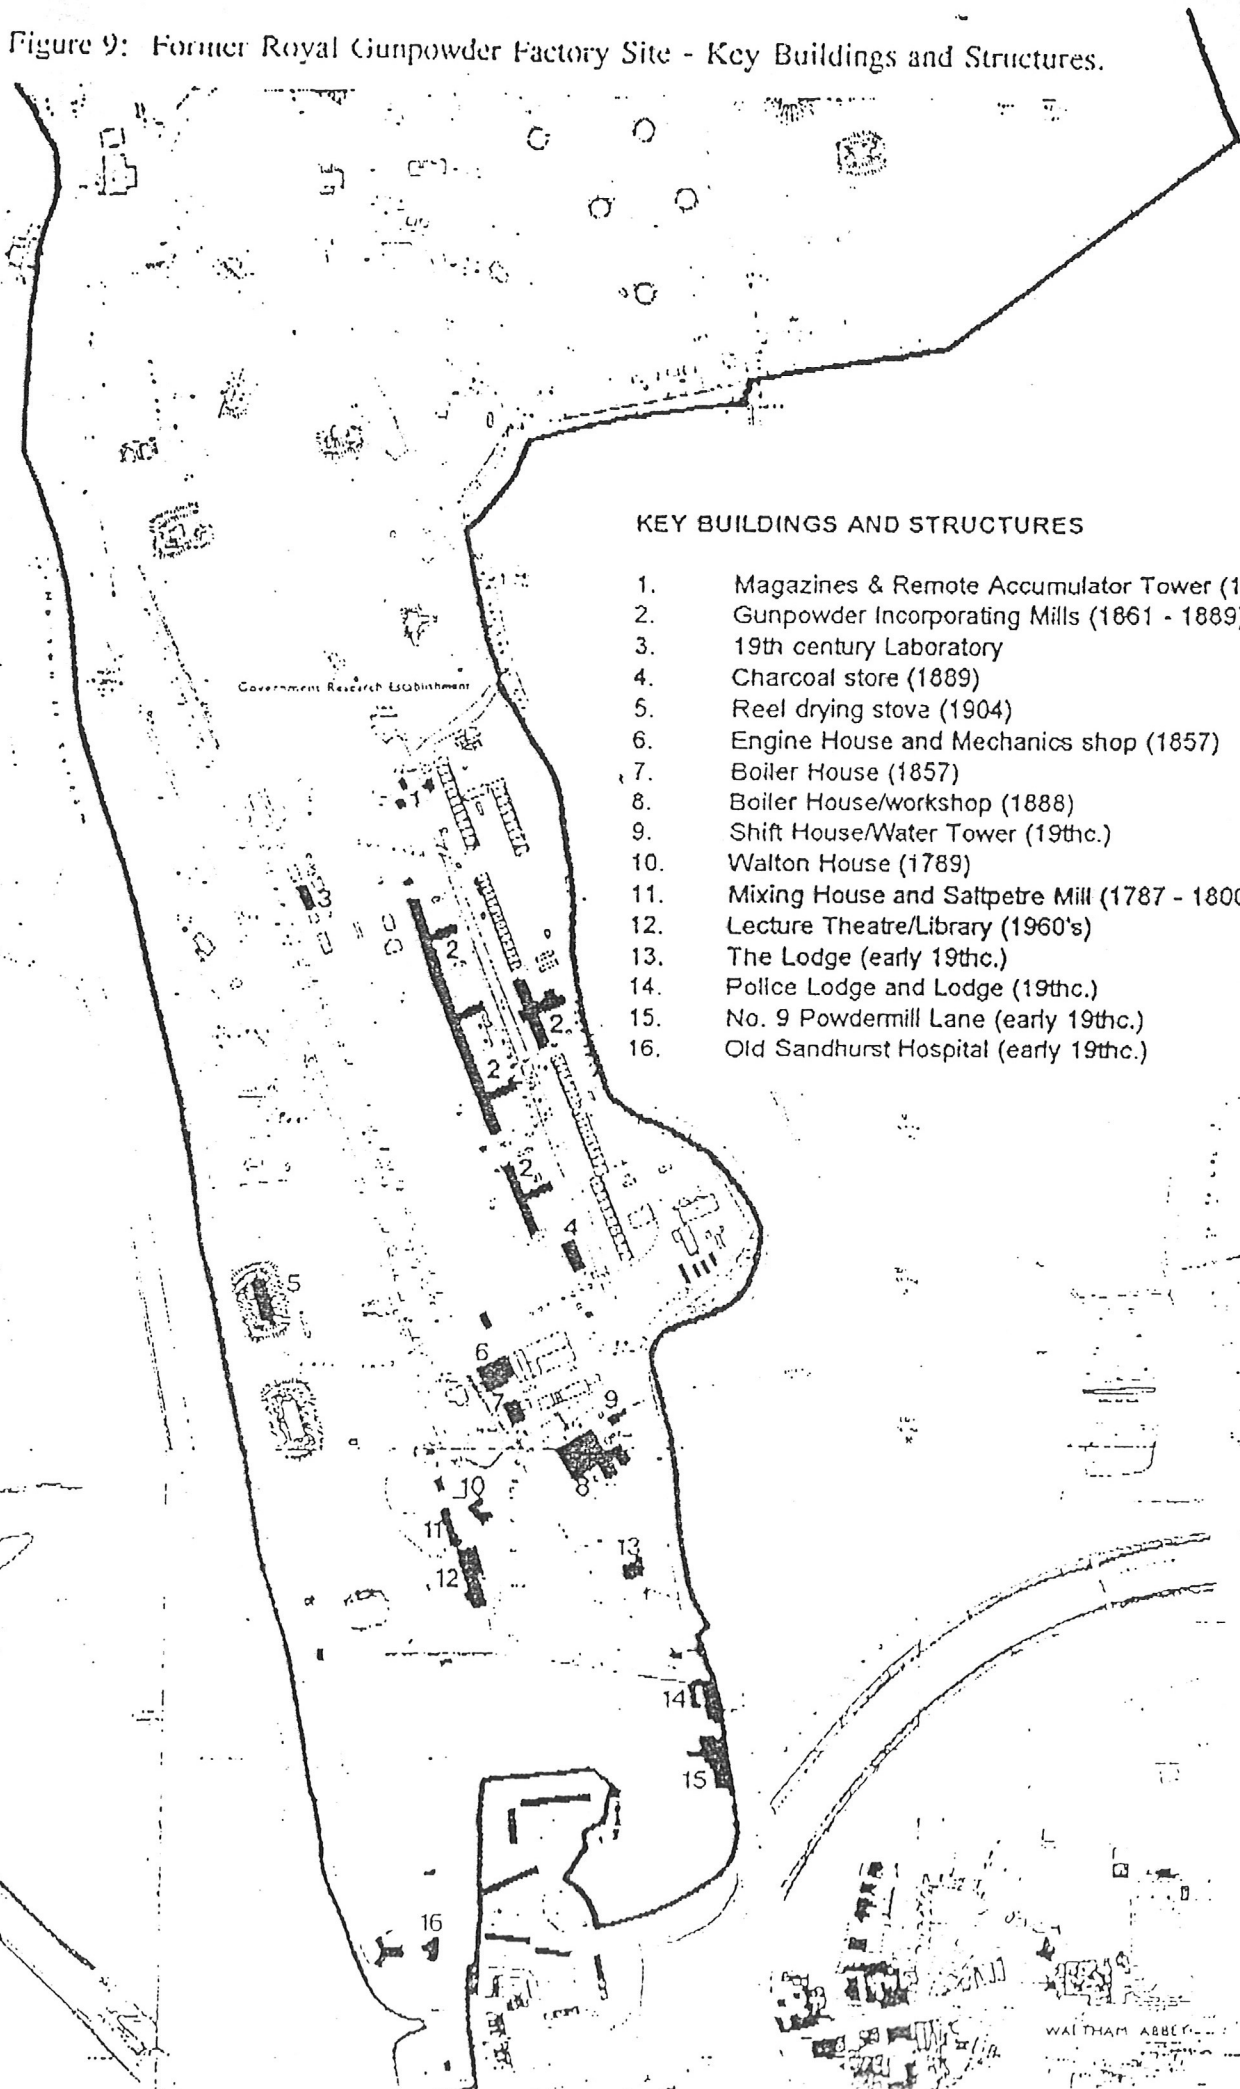 Figure 9: Former Royal Gunpowder Factory Site - Key Buildings and Structures.
KEY BUILDINGS AND STRUCTURES
1. Magazines & Remote Accumulator Tower (1
2. Gunpowder Incorporating Mills (1861 - 1889)
3. 19th century Laboratory
4. Charcoal store (1889)
5. Reel drying stove (1904)
6. Engine House and Mechanics shop (1857)
7. Boiler House (1857)
8. Boiler House/workshop (1888)
9. Shift House/Water Tower (19thc.)
10. Walton House (1789)
11. Mixing House and Saltpetre Mill (1787 - 1800
12. Lecture Theatre/Library (1960's)
13. The Lodge (early 19thc.)
14. Police Lodge and Lodge (19thc.)
15. No. 9 Powdermill Lane (early 19thc.)
16. Old Sandhurst Hospital (early 19thc.)
Government Research Establishment
1
3
2
2
2
2
4
5
6
7
9
8
10
11
12
13
14
15
16
WALTHAM ABBEY